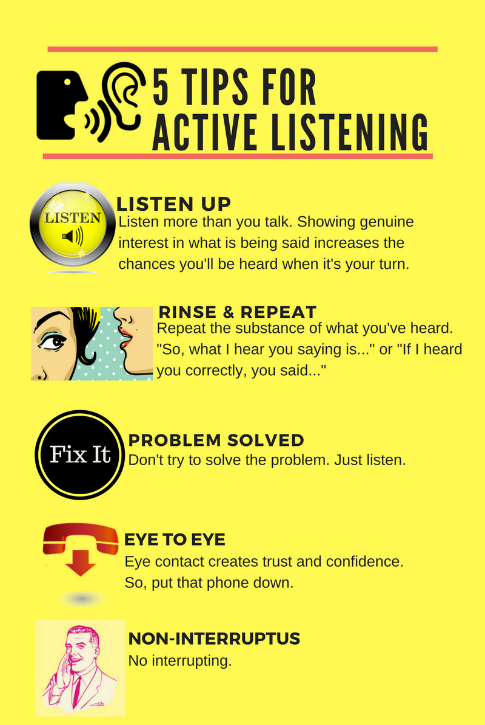 5 TIPS FOR
ACTIVE LISTENING
LISTEN
LISTEN UP
Listen more than you talk. Showing genuine
interest in what is being said increases the
chances you'll be heard when it's your turn.
RINSE & REPEAT
Repeat the substance of what you've heard.
"So, what I hear you saying is..." or "If I heard
you correctly, you said..."
Fix It
PROBLEM SOLVED
Don't try to solve the problem. Just listen.
EYE TO EYE
Eye contact creates trust and confidence.
So, put that phone down.
NON-INTERRUPTUS
No interrupting.